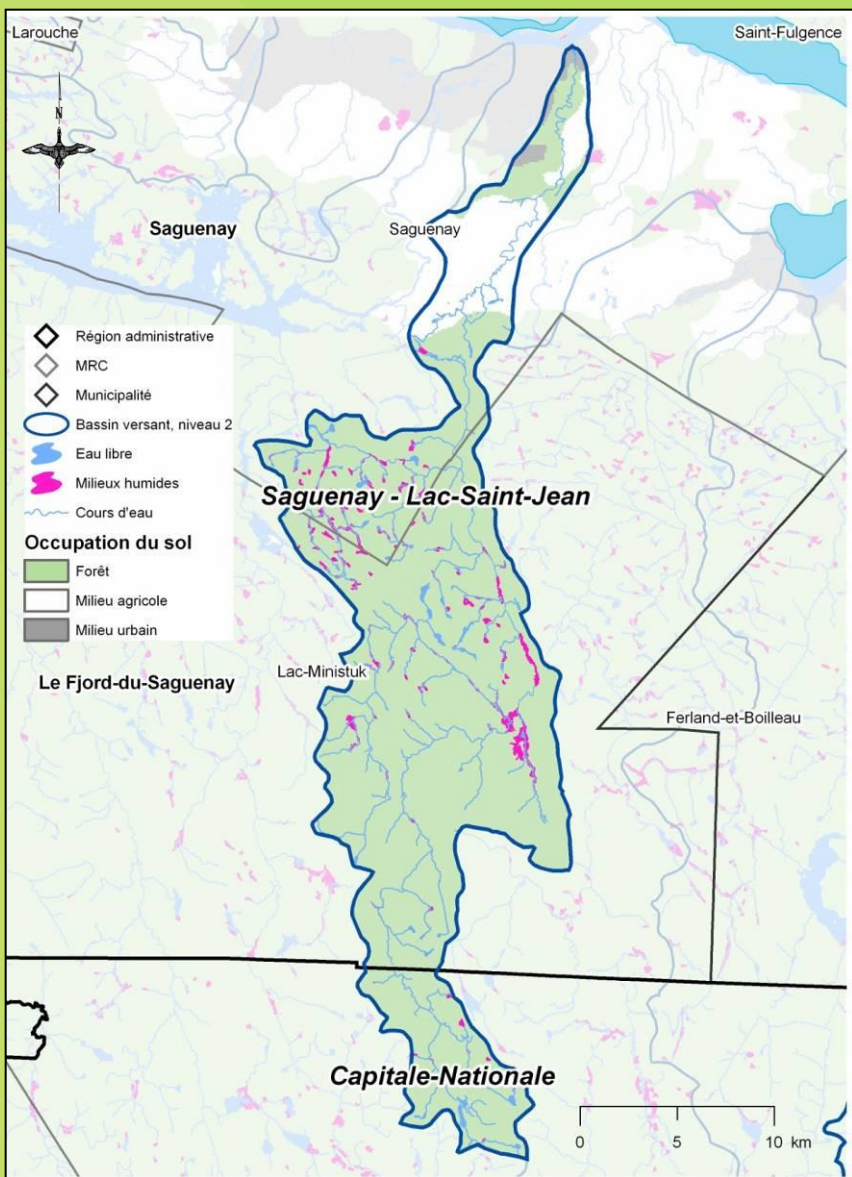 Larouche
Saint-Fulgence
N
Saguenay
Saguenay
Région administrative
MRC
Municipalité
Bassin versant, niveau 2
Eau libre
Milieux humides
Cours d'eau
Occupation du sol
Forêt
Milieu agricole
Milieu urbain
Saguenay - Lac-Saint-Jean
Lac-Ministuk
Le Fjord-du-Saguenay
Ferland-et-Boilleau
Capitale-Nationale
0 5 10 km